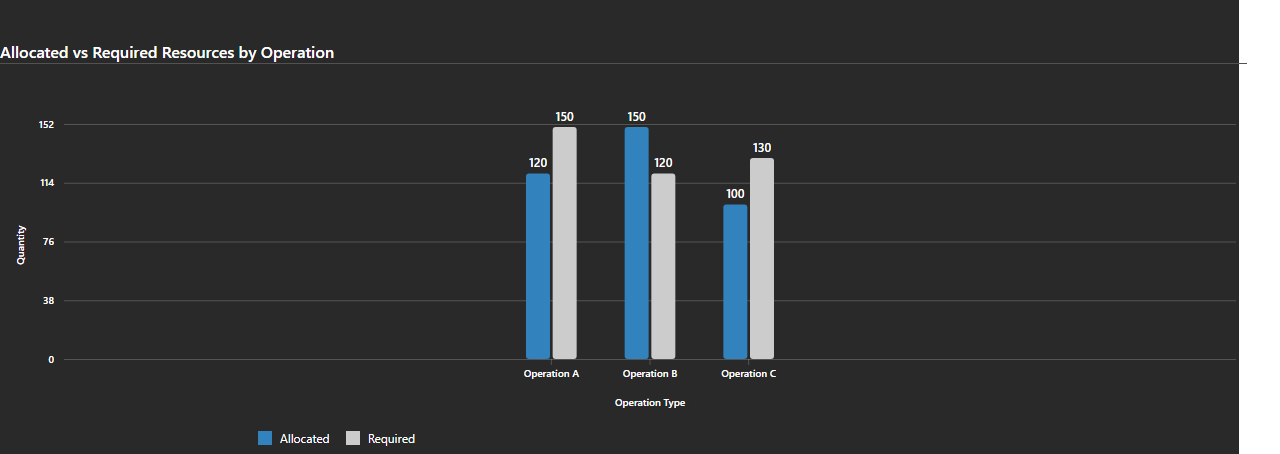 Allocated vs Required Resources by Operation
150 150
152
130
120 120
114
100
Quantity
76
38
0
Operation A Operation B Operation C
Operation Type
Allocated Required